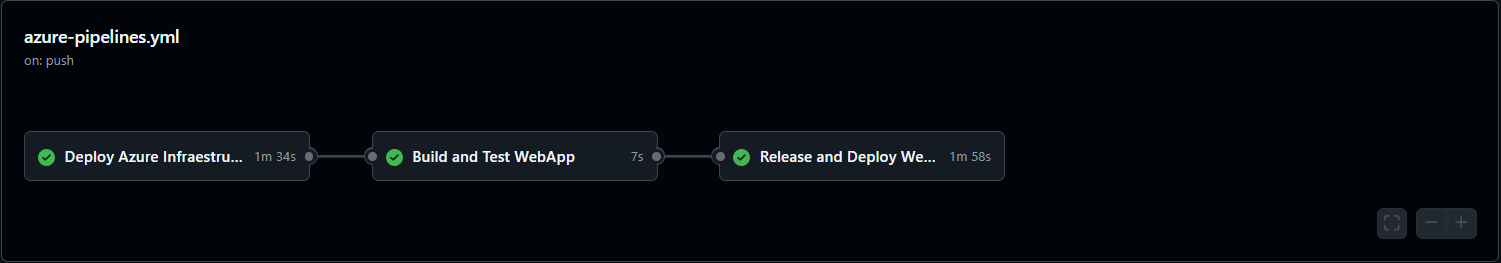 azure-pipelines.yml
on: push
Deploy Azure Infraestru... 1m 34s
Build and Test WebApp 7s
Release and Deploy We... 1m 58s